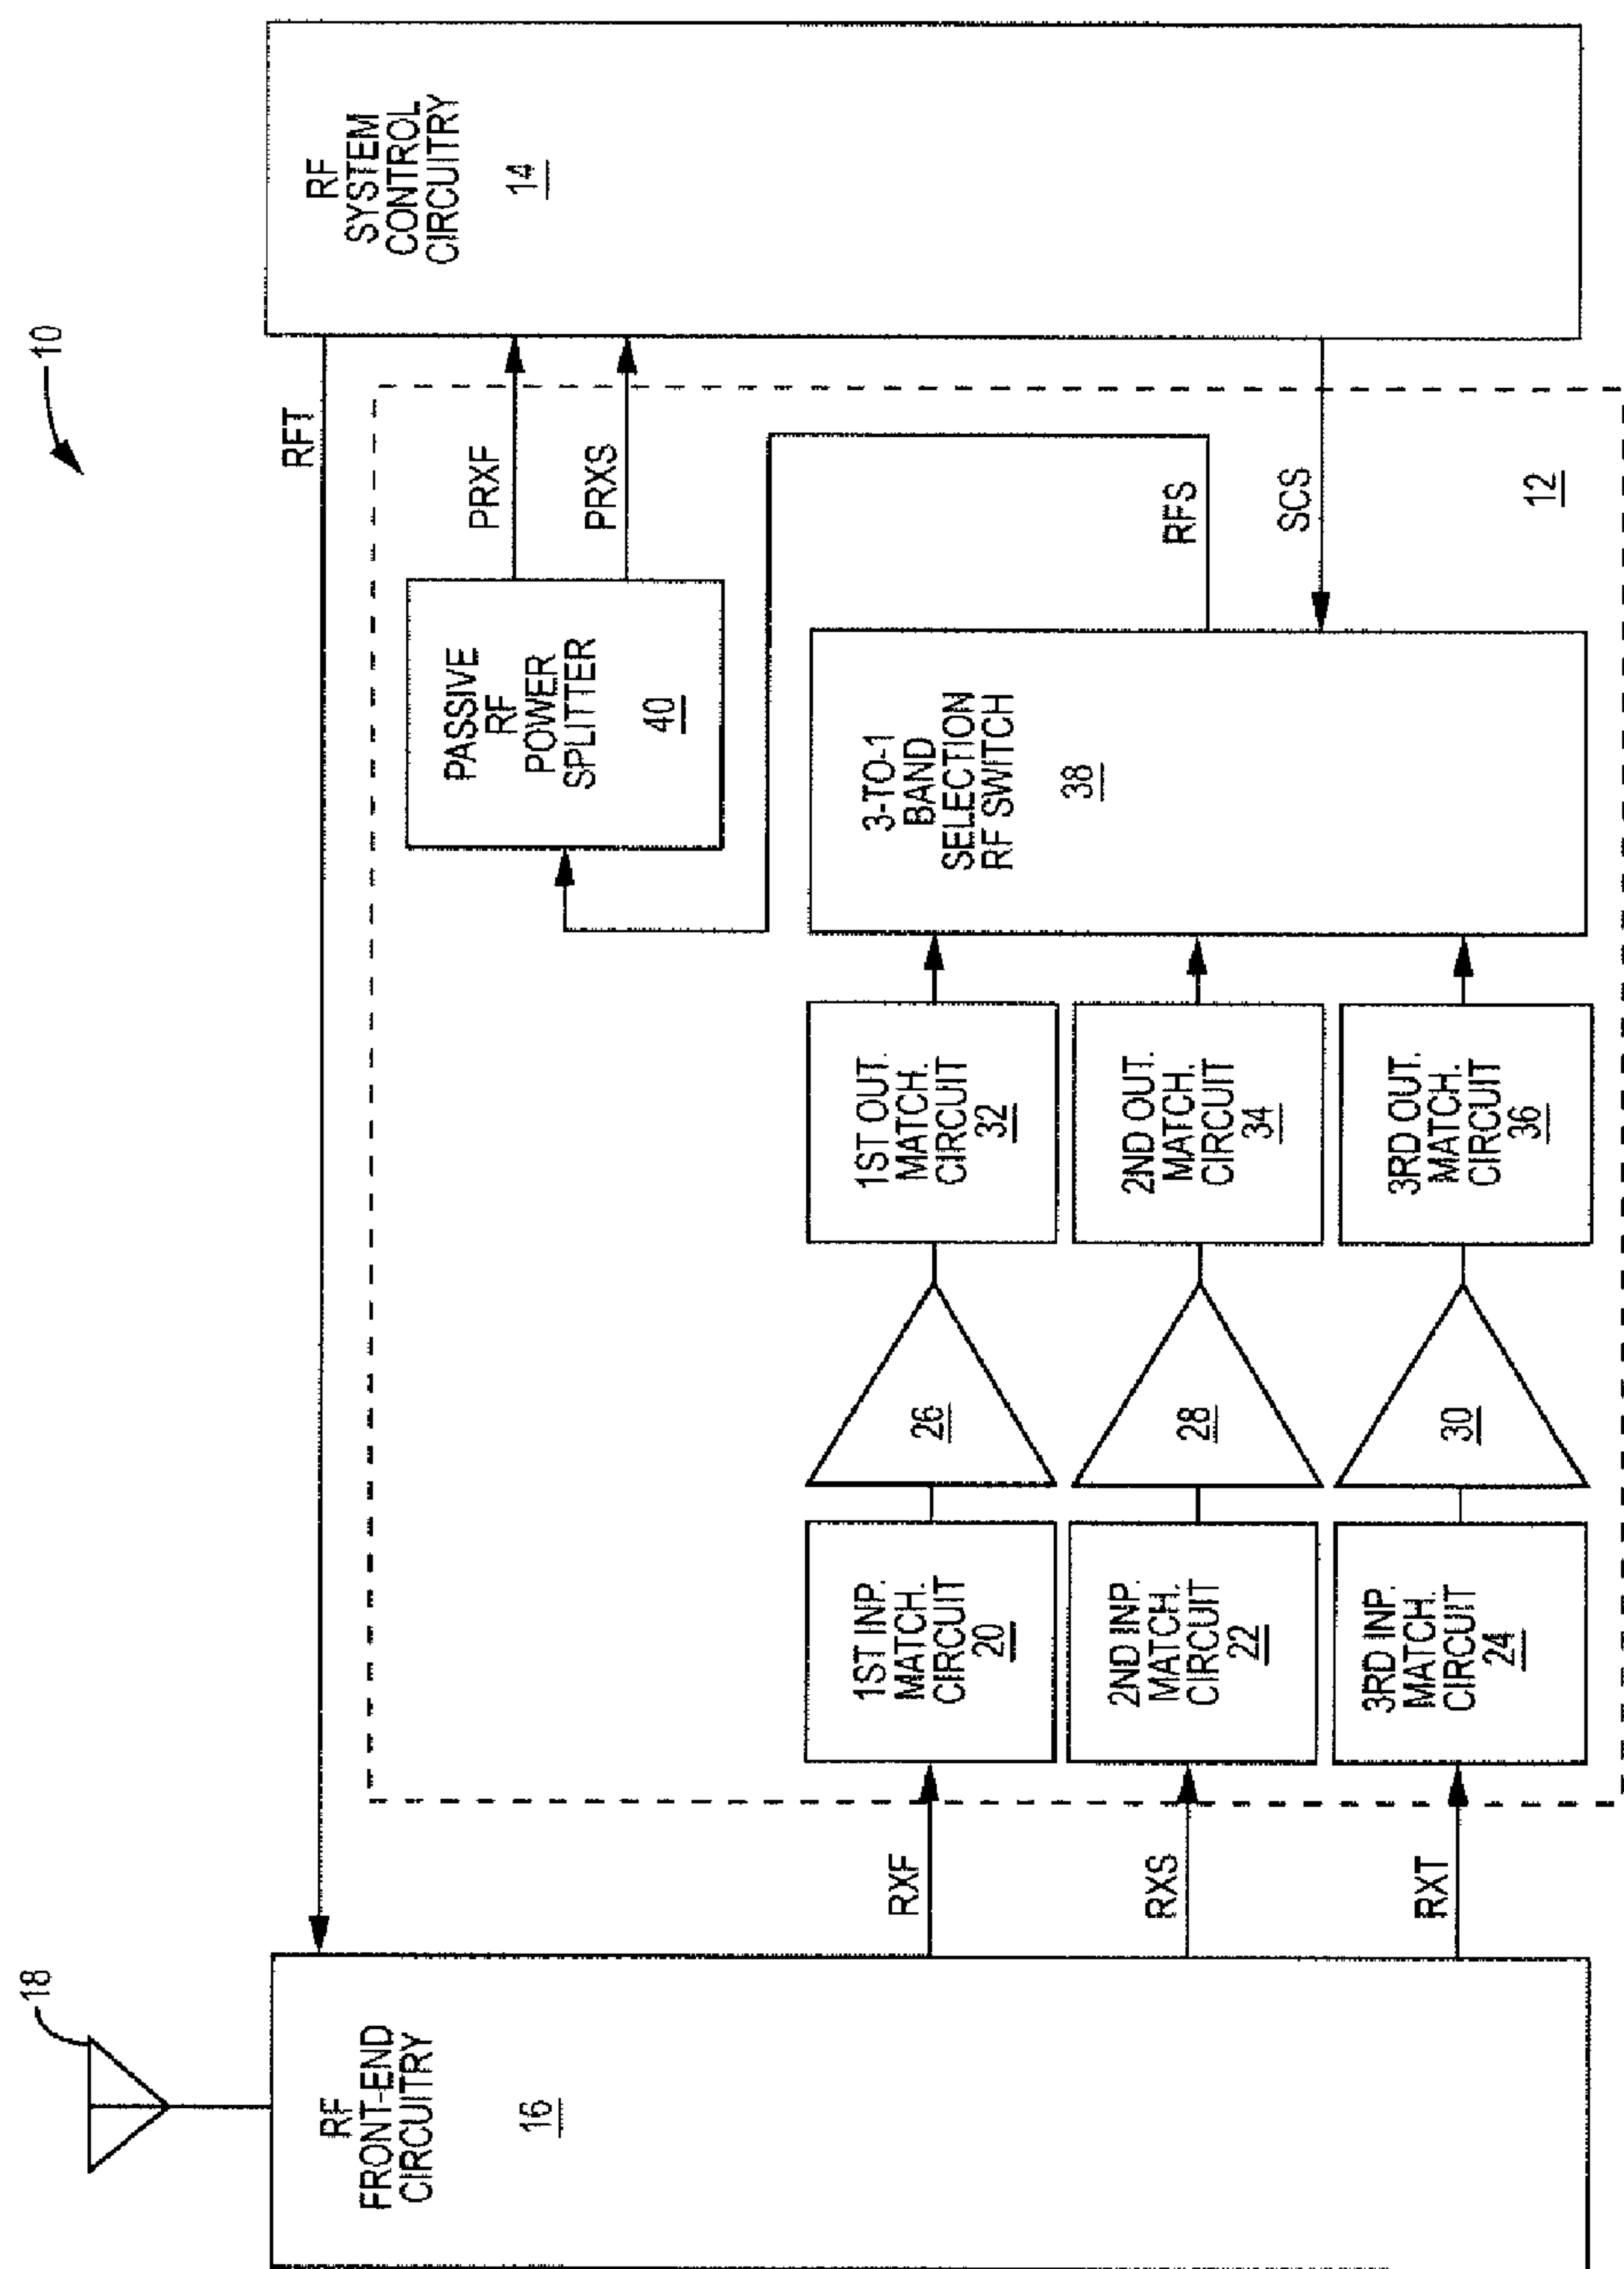 10
18
RF
FRONT-END
CIRCUITRY
16
RFT
RF
SYSTEM
CONTROL
CIRCUITRY
14
PASSIVE
RF
POWER
SPLITTER
40
PRXF
PRXS
RXF
1ST INP.
MATCH.
CIRCUIT
20
26
1ST OUT.
MATCH.
CIRCUIT
32
3-TO-1
BAND
SELECTION
RF SWITCH
38
RFS
RXS
2ND INP.
MATCH.
CIRCUIT
22
28
2ND OUT.
MATCH.
CIRCUIT
34
SCS
RXT
3RD INP.
MATCH.
CIRCUIT
24
30
3RD OUT.
MATCH.
CIRCUIT
36
12